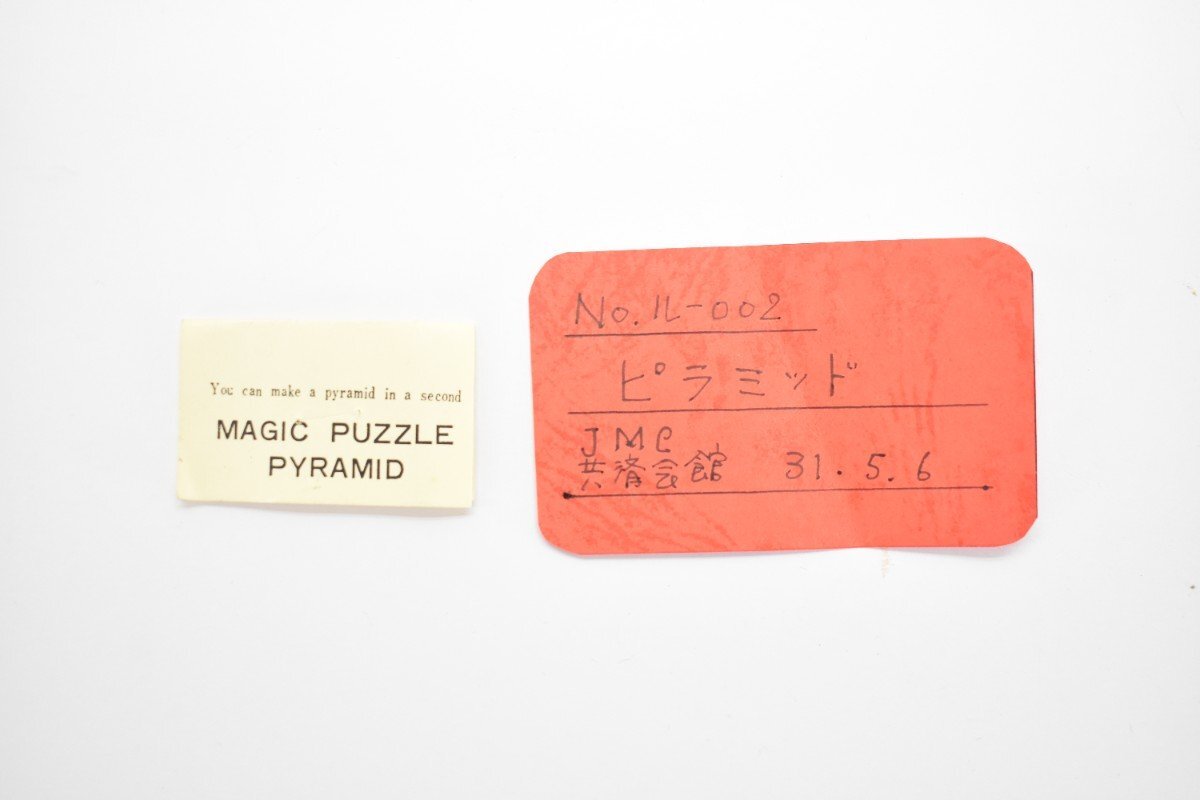 You can make a pyramid in a second
MAGIC PUZZLE
PYRAMID
No.ル-002
ピラミッド
JMC
共済会館 31.5.6